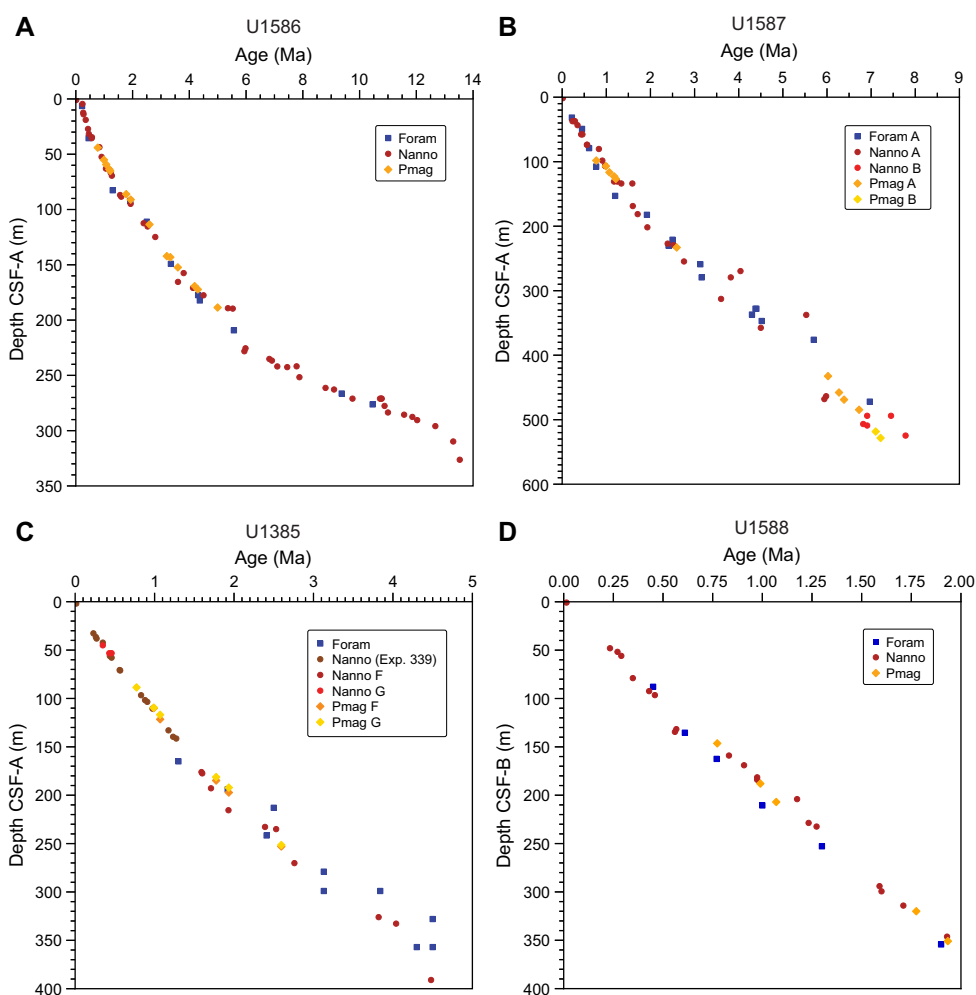 A
U1586
Age (Ma)
0 2 4 6 8 10 12 14
Depth CSF-A (m)
0
50
100
150
200
250
300
350
Foram
Nanno
Pmag
B
U1587
Age (Ma)
0 1 2 3 4 5 6 7 8 9
Depth CSF-A (m)
0
100
200
300
400
500
600
Foram A
Nanno A
Nanno B
Pmag A
Pmag B
C
U1385
Age (Ma)
0 1 2 3 4 5
Depth CSF-A (m)
0
50
100
150
200
250
300
350
400
Foram
Nanno (Exp. 339)
Nanno F
Nanno G
Pmag F
Pmag G
D
U1588
Age (Ma)
0.00 0.25 0.50 0.75 1.00 1.25 1.50 1.75 2.00
Depth CSF-B (m)
0
50
100
150
200
250
300
350
400
Foram
Nanno
Pmag